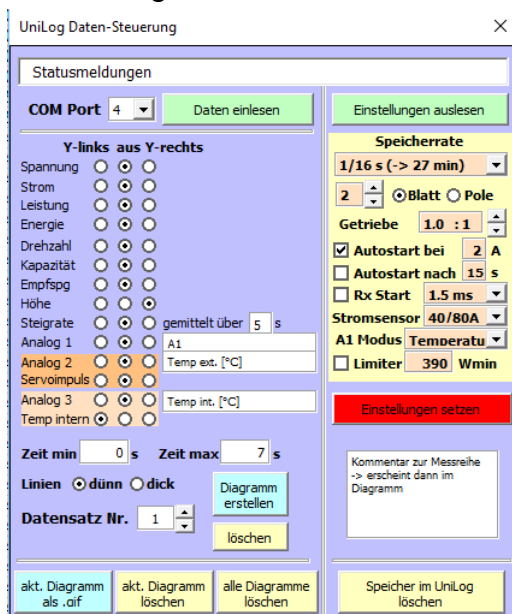 UniLog Daten-Steuerung
Statusmeldungen
COM Port 4 Daten einlesen
Y-links aus Y-rechts
Spannung
Strom
Leistung
Energie
Drehzahl
Kapazität
Empfspg
Höhe
Steigrate gemittelt über 5 s
Analog 1 A1
Analog 2 Temp ext. [°C]
Servoimpuls
Analog 3 Temp int. [°C]
Temp intern
Zeit min 0 s Zeit max 7 s
Linien dünn dick
Diagramm
erstellen
Datensatz Nr. 1
löschen
akt. Diagramm
als .gif
akt. Diagramm
löschen
alle Diagramme
löschen
Einstellungen auslesen
Speicherrate
1/16 s (-> 27 min)
2 Blatt Pole
Getriebe 1.0 :1
Autostart bei 2 A
Autostart nach 15 s
Rx Start 1.5 ms
Stromsensor 40/80A
A1 Modus Temperatu
Limiter 390 Wmin
Einstellungen setzen
Kommentar zur Messreihe
-> erscheint dann im
Diagramm
Speicher im UniLog
löschen